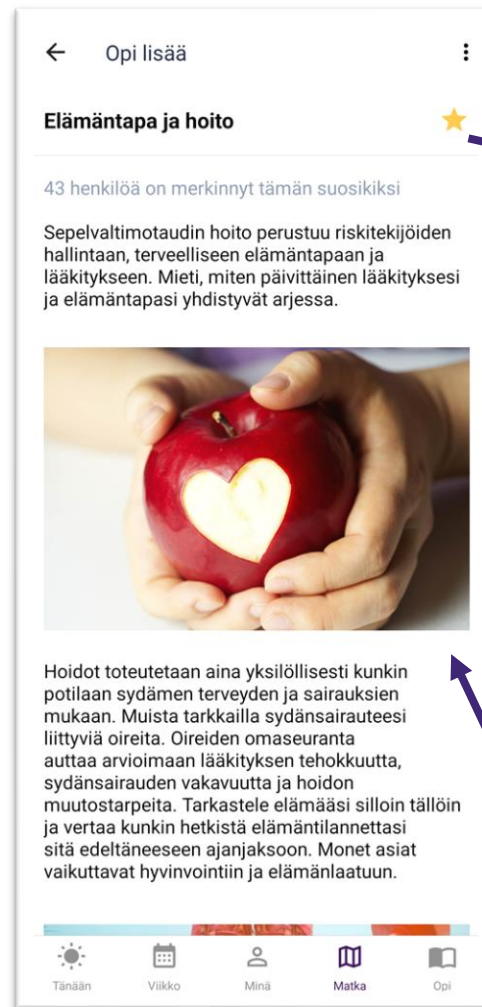 Opi lisää
Elämäntapa ja hoito
43 henkilöä on merkinnyt tämän suosikiksi
Sepelvaltimotaudin hoito perustuu riskitekijöiden
hallintaan, terveelliseen elämäntapaan ja
lääkitykseen. Mieti, miten päivittäinen lääkityksesi
ja elämäntapasi yhdistyvät arjessa.
Hoidot toteutetaan aina yksilöllisesti kunkin
potilaan sydämen terveyden ja sairauksien
mukaan. Muista tarkkailla sydänsairauteesi
liittyviä oireita. Oireiden omaseuranta
auttaa arvioimaan lääkityksen tehokkuutta,
sydänsairauden vakavuutta ja hoidon
muutostarpeita. Tarkastele elämääsi silloin tällöin
ja vertaa kunkin hetkistä elämäntilannettasi
sitä edeltäneeseen ajanjaksoon. Monet asiat
vaikuttavat hyvinvointiin ja elämänlaatuun.
Tänään Viikko Minä Matka Opi